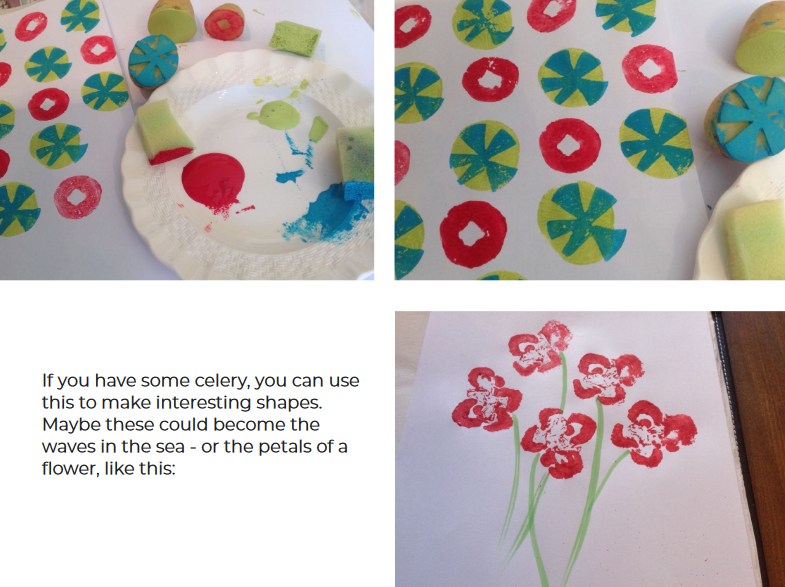 If you have some celery, you can use
this to make interesting shapes.
Maybe these could become the
waves in the sea - or the petals of a
flower, like this: